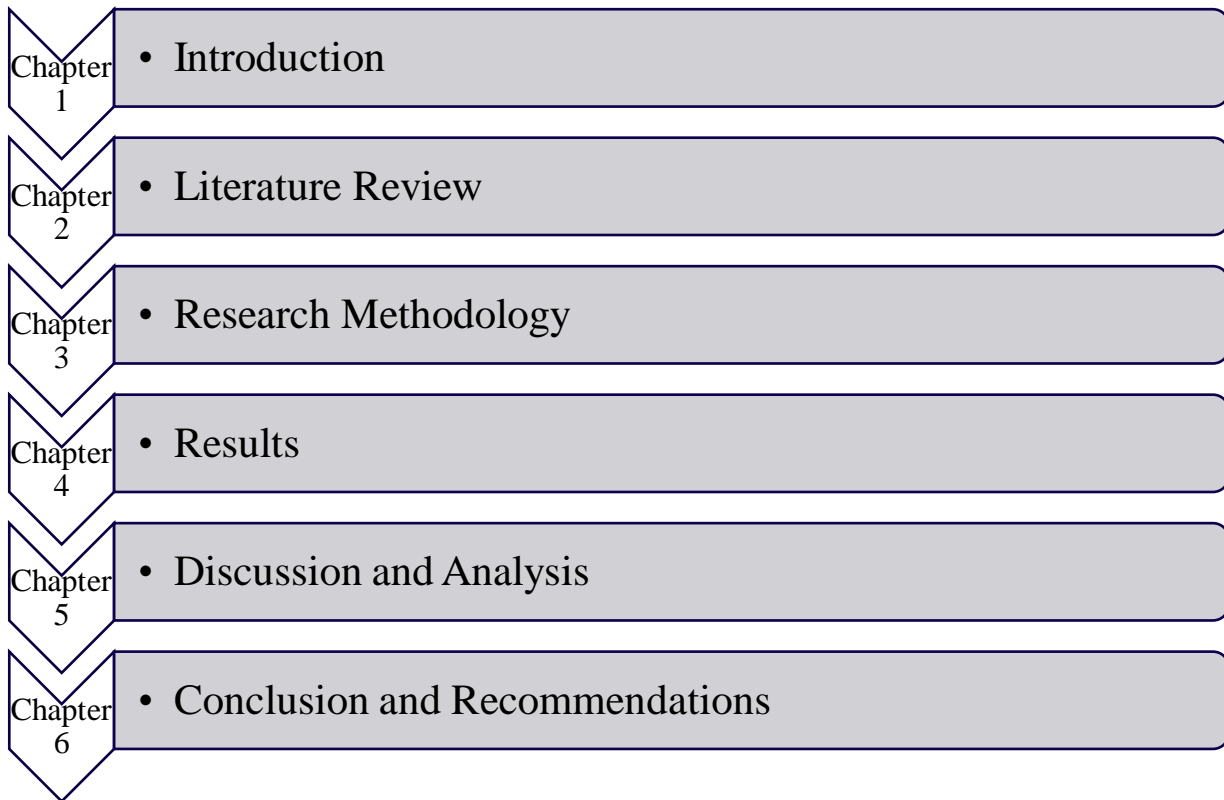 Chapter
1
• Introduction
Chapter
2
• Literature Review
Chapter
3
• Research Methodology
Chapter
4
• Results
Chapter
5
• Discussion and Analysis
Chapter
6
• Conclusion and Recommendations